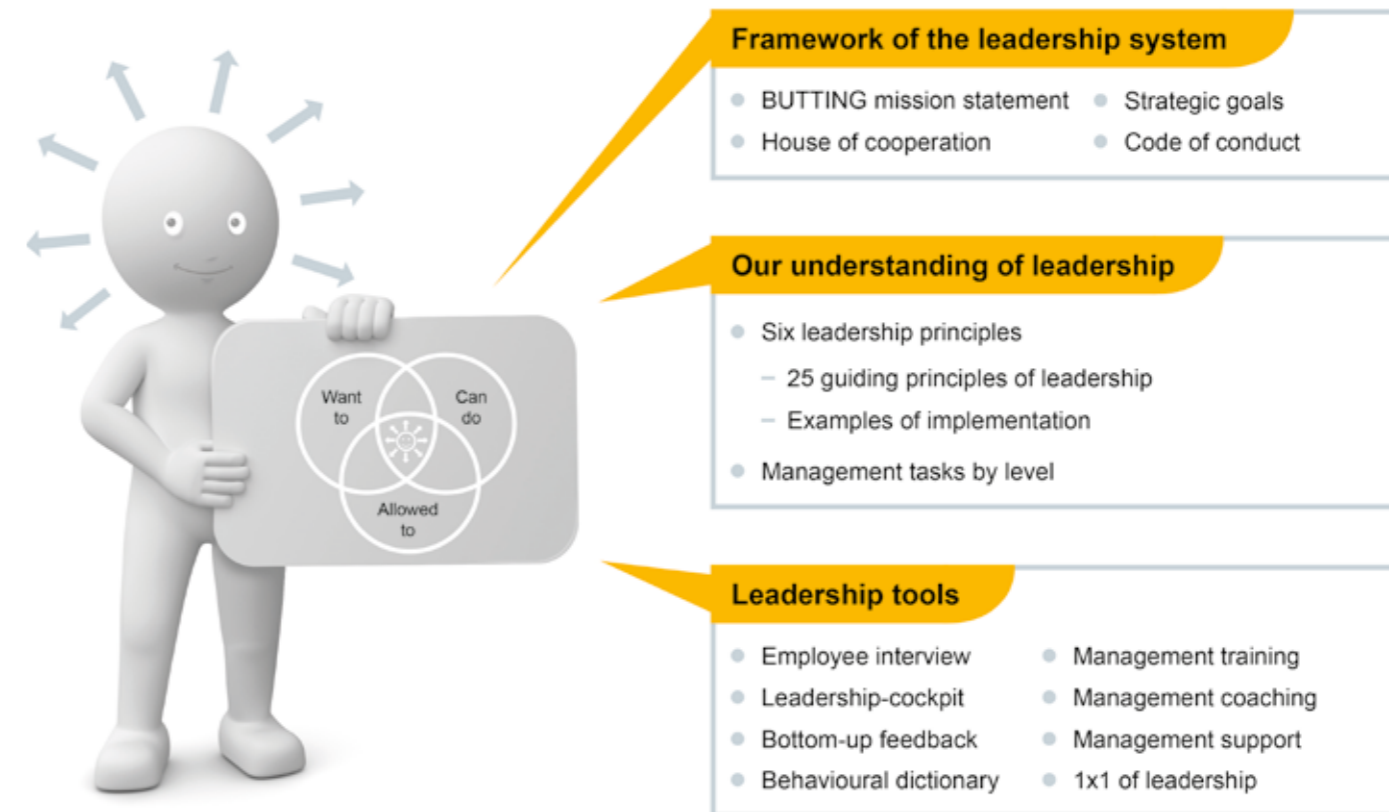 Framework of the leadership system
BUTTING mission statement
Strategic goals
House of cooperation
Code of conduct
Our understanding of leadership
Six leadership principles
– 25 guiding principles of leadership
– Examples of implementation
Management tasks by level
Want
to
Can
do
Allowed
to
Leadership tools
Employee interview
Management training
Leadership-cockpit
Management coaching
Bottom-up feedback
Management support
Behavioural dictionary
1x1 of leadership